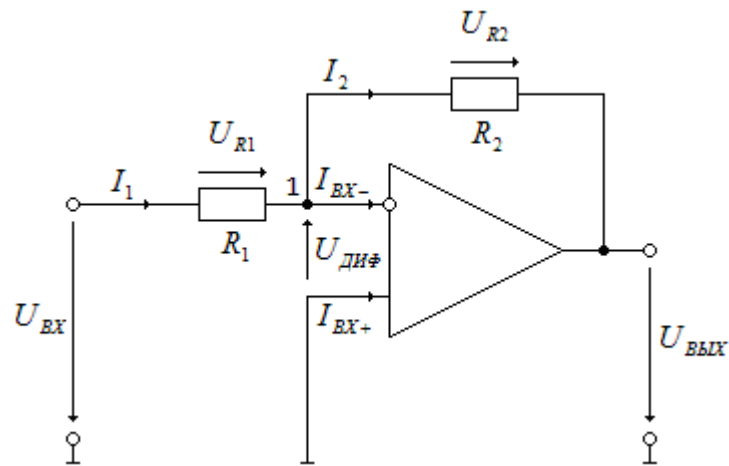 U_R2
I_2
R_2
U_R1
I_1
1
I_ВХ−
R_1
U_ДИФ
U_ВХ
I_ВХ+
U_ВЫХ